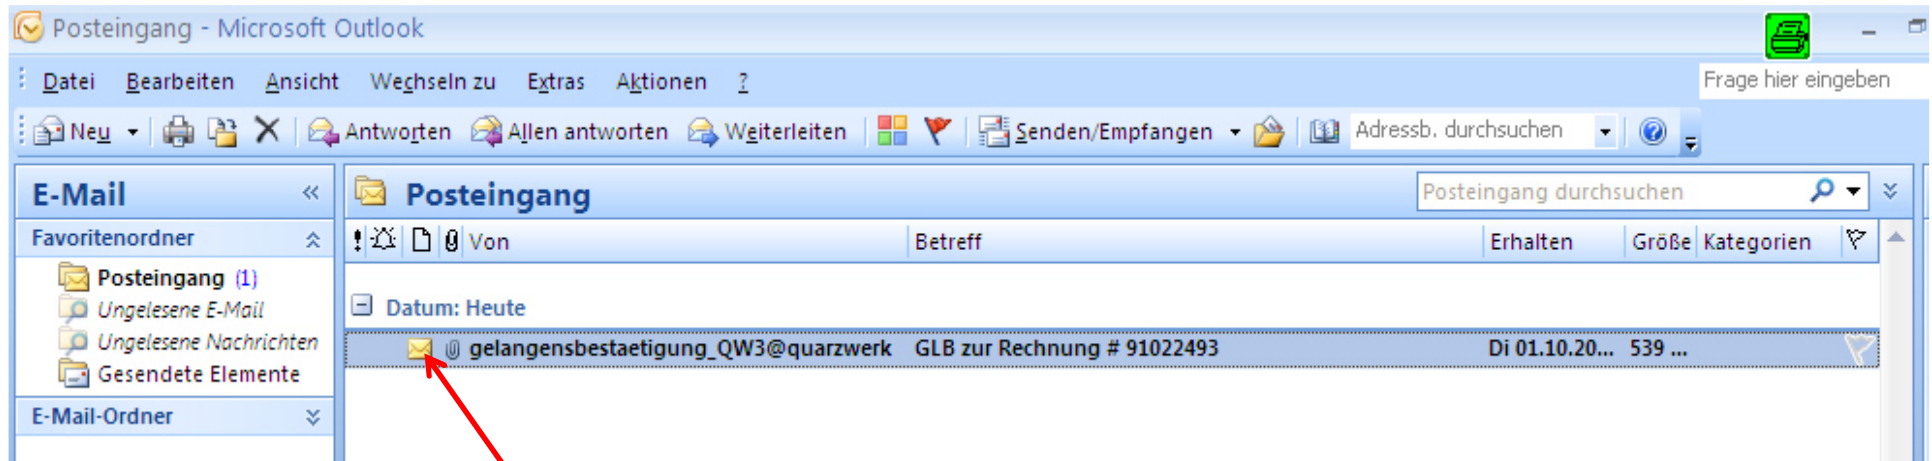 Posteingang - Microsoft Outlook
Datei Bearbeiten Ansicht Wechseln zu Extras Aktionen ?
Frage hier eingeben
Neu Antworten Allen antworten Weiterleiten Senden/Empfangen Adressb. durchsuchen
E-Mail
Favoritenordner
Posteingang (1)
Ungelesene E-Mail
Ungelesene Nachrichten
Gesendete Elemente
E-Mail-Ordner
Posteingang
Posteingang durchsuchen
Von Betreff Erhalten Größe Kategorien
Datum: Heute
gelangensbestaetigung_QW3@quarzwerk GLB zur Rechnung # 91022493 Di 01.10.20... 539 ...